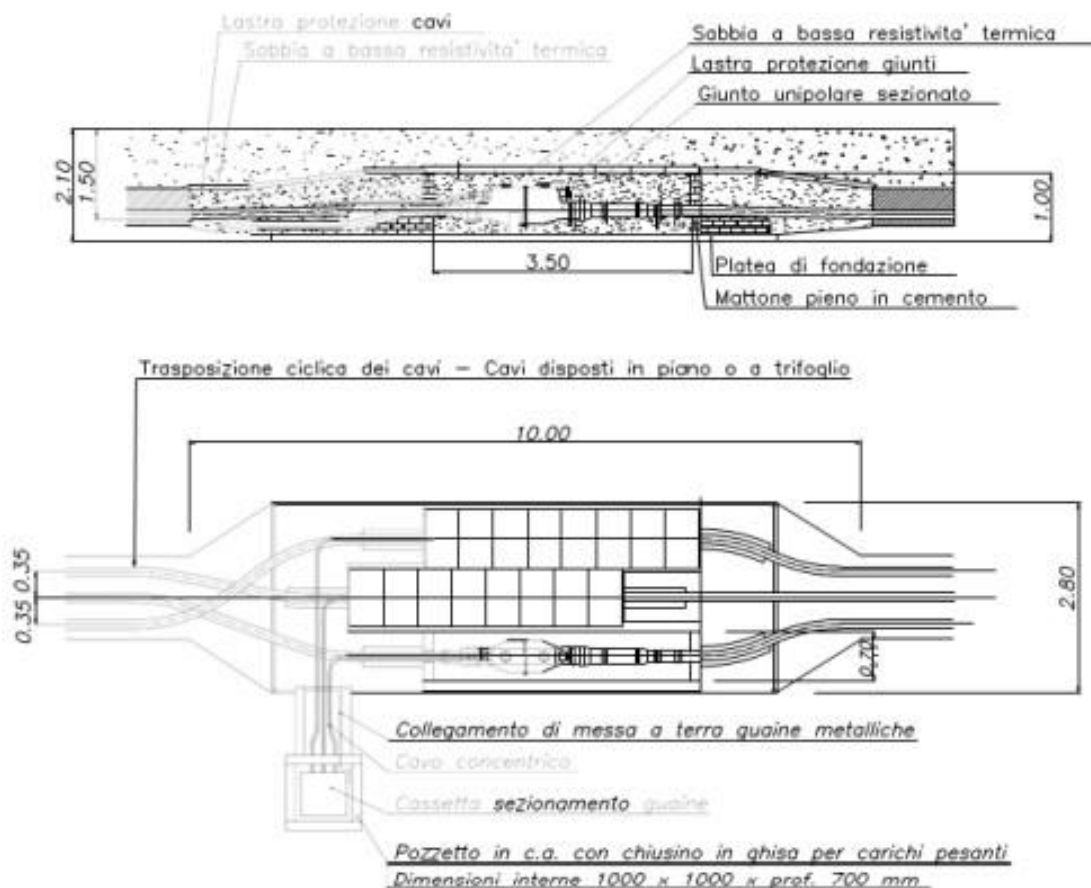 Lastra protezione cavi
Sabbia a bassa resistivita' termica
Sabbia a bassa resistivita' termica
Lastra protezione giunti
Giunto unipolare sezionato
2.10
1.50
1.00
3.50
Platea di fondazione
Mattone pieno in cemento
Trasposizione ciclica dei cavi - Cavi disposti in piano o a trifoglio
10.00
0.35
0.35
2.80
0.70
Collegamento di messa a terra guaine metalliche
Cavo concentrico
Cassetta sezionamento guaine
Pozzetto in c.a. con chiusino in ghisa per carichi pesanti
Dimensioni interne 1000 x 1000 x prof. 700 mm